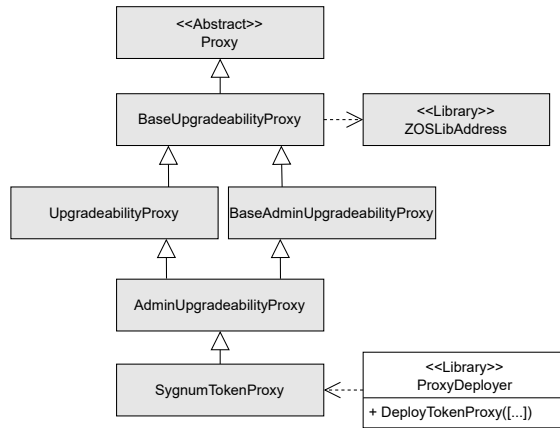 <<Abstract>>
Proxy
BaseUpgradeabilityProxy
<<Library>>
ZOSLibAddress
UpgradeabilityProxy
BaseAdminUpgradeabilityProxy
AdminUpgradeabilityProxy
SygnumTokenProxy
<<Library>>
ProxyDeployer
+ DeployTokenProxy([...])